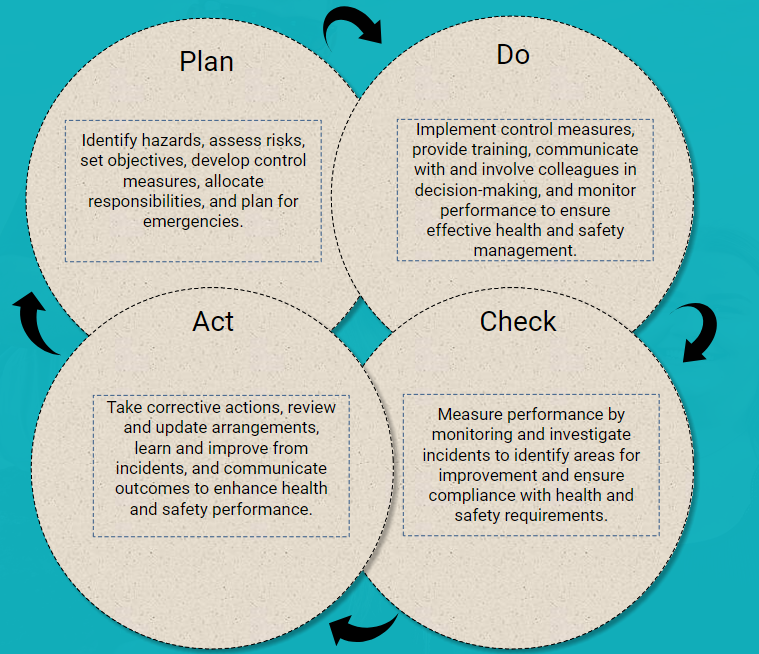 Plan
Identify hazards, assess risks,
set objectives, develop control
measures, allocate
responsibilities, and plan for
emergencies.
Do
Implement control measures,
provide training, communicate
with and involve colleagues in
decision-making, and monitor
performance to ensure
effective health and safety
management.
Check
Measure performance by
monitoring and investigate
incidents to identify areas for
improvement and ensure
compliance with health and
safety requirements.
Act
Take corrective actions, review
and update arrangements,
learn and improve from
incidents, and communicate
outcomes to enhance health
and safety performance.